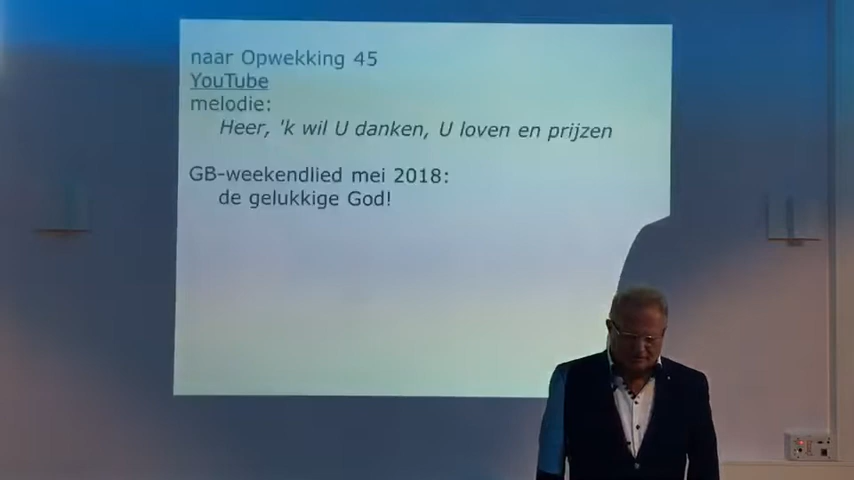 naar Opwekking 45
YouTube
melodie:
Heer, 'k wil U danken, U loven en prijzen
GB-weekendlied mei 2018:
de gelukkige God!